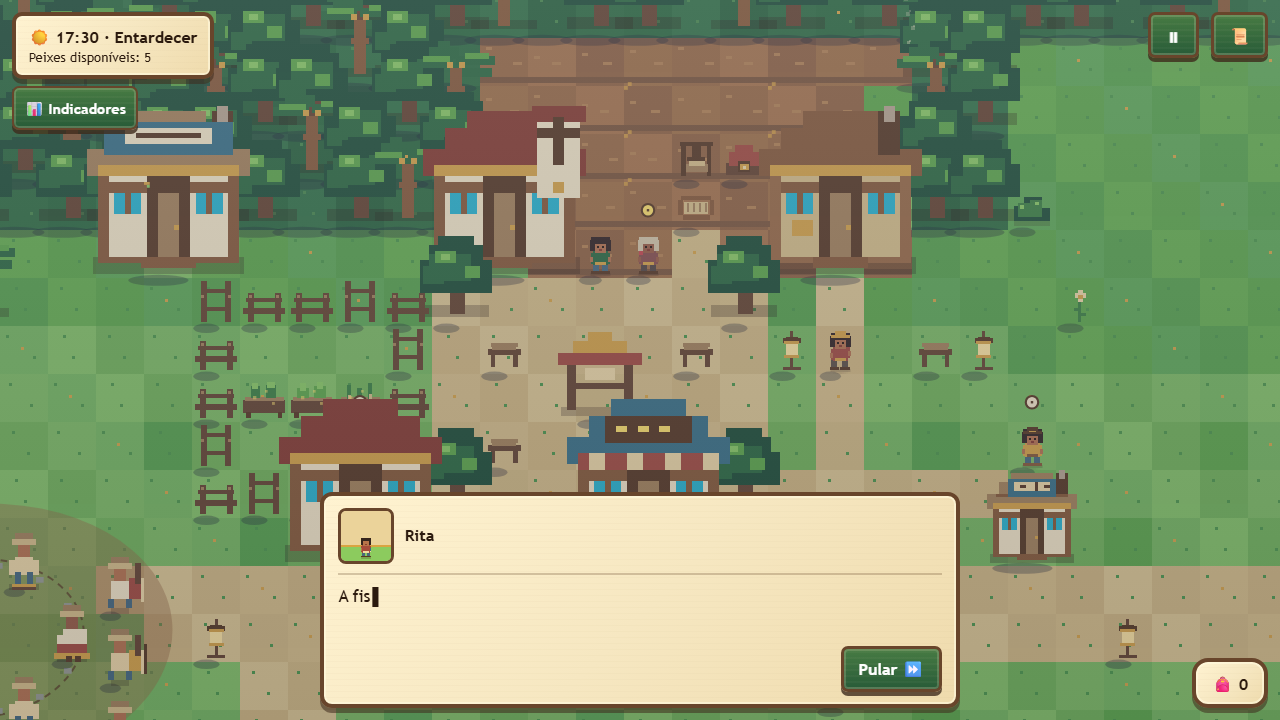 17:30 · Entardecer
Peixes disponíveis: 5
Indicadores
Rita
A fis
Pular
0